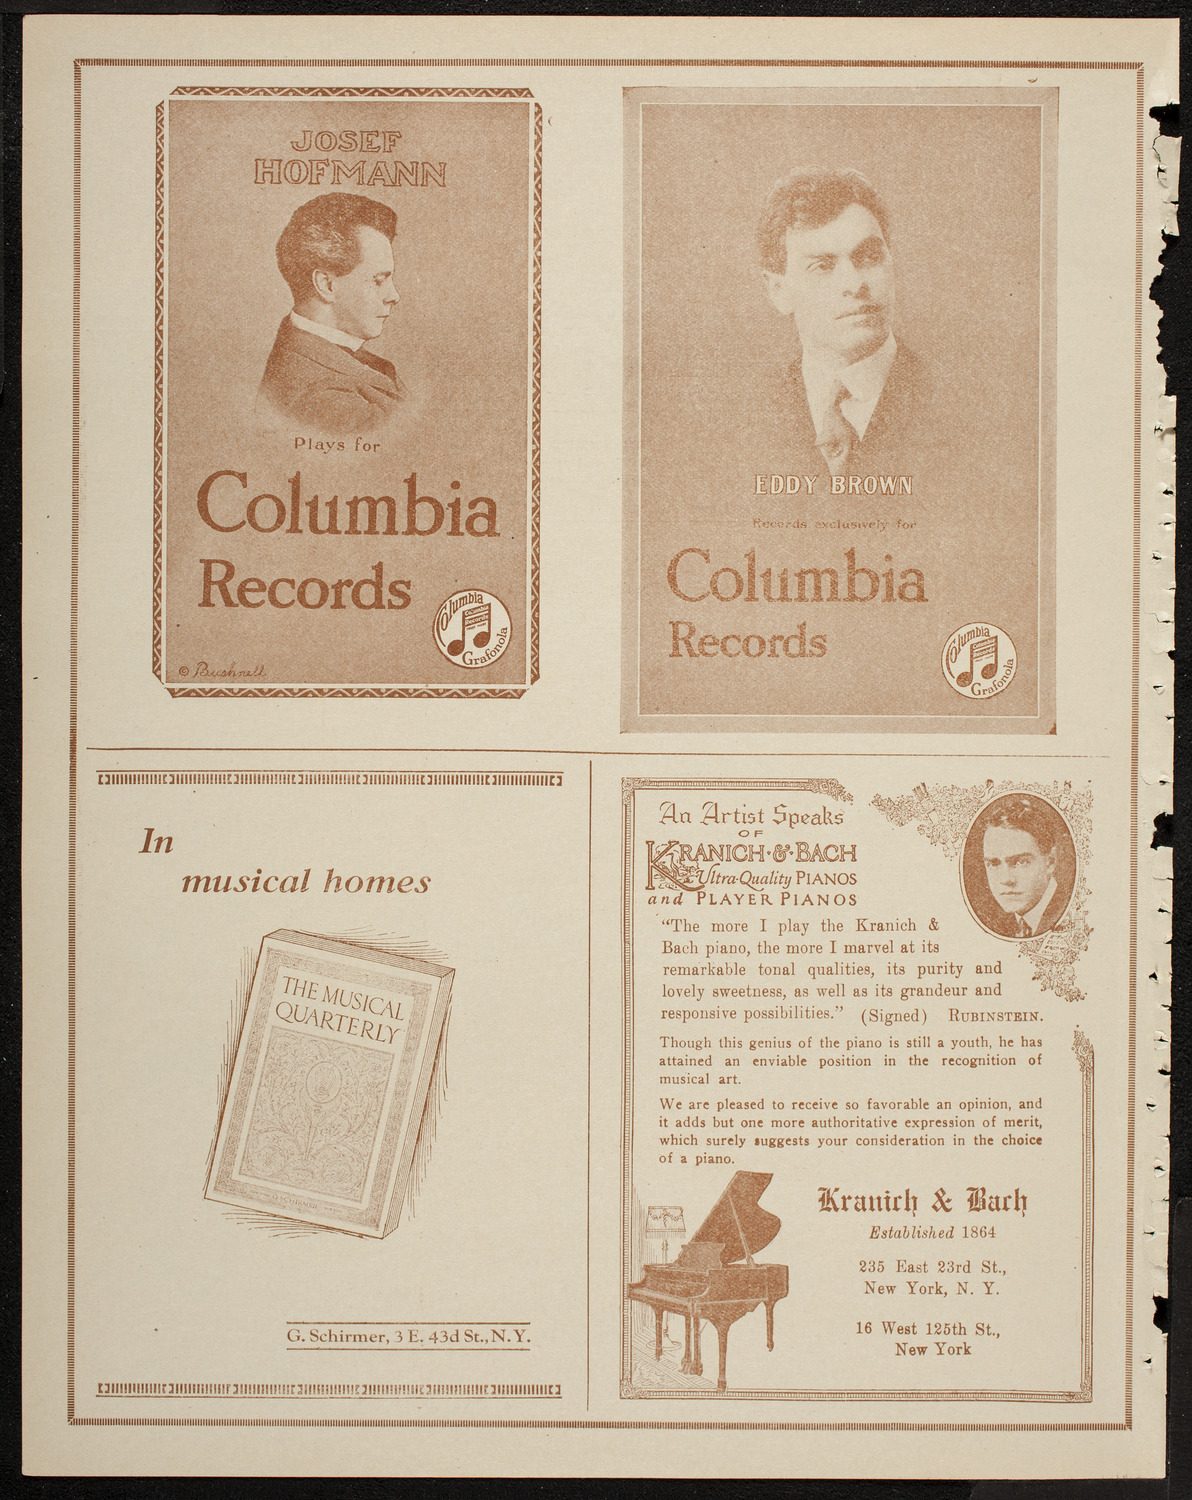 JOSEF
HOFMANN
Plays for
Columbia
Records
Columbia
Columbia
Records
Grafonola
© Bushnell
EDDY BROWN
Records exclusively for
Columbia
Records
Columbia
Columbia
Records
Grafonola
In
musical homes
THE MUSICAL
QUARTERLY
G. SCHIRMER
G. Schirmer, 3 E. 43d St., N.Y.
An Artist Speaks
OF
KRANICH·&·BACH
Ultra-Quality PIANOS
and PLAYER PIANOS
“The more I play the Kranich &
Bach piano, the more I marvel at its
remarkable tonal qualities, its purity and
lovely sweetness, as well as its grandeur and
responsive possibilities.” (Signed) RUBINSTEIN.
Though this genius of the piano is still a youth, he has
attained an enviable position in the recognition of
musical art.
We are pleased to receive so favorable an opinion, and
it adds but one more authoritative expression of merit,
which surely suggests your consideration in the choice
of a piano.
Kranich & Bach
Established 1864
235 East 23rd St.,
New York, N. Y.
16 West 125th St.,
New York